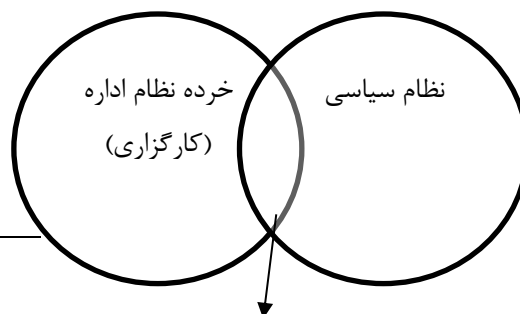 نظام سیاسی
خرده نظام اداره
(کارگزاری)